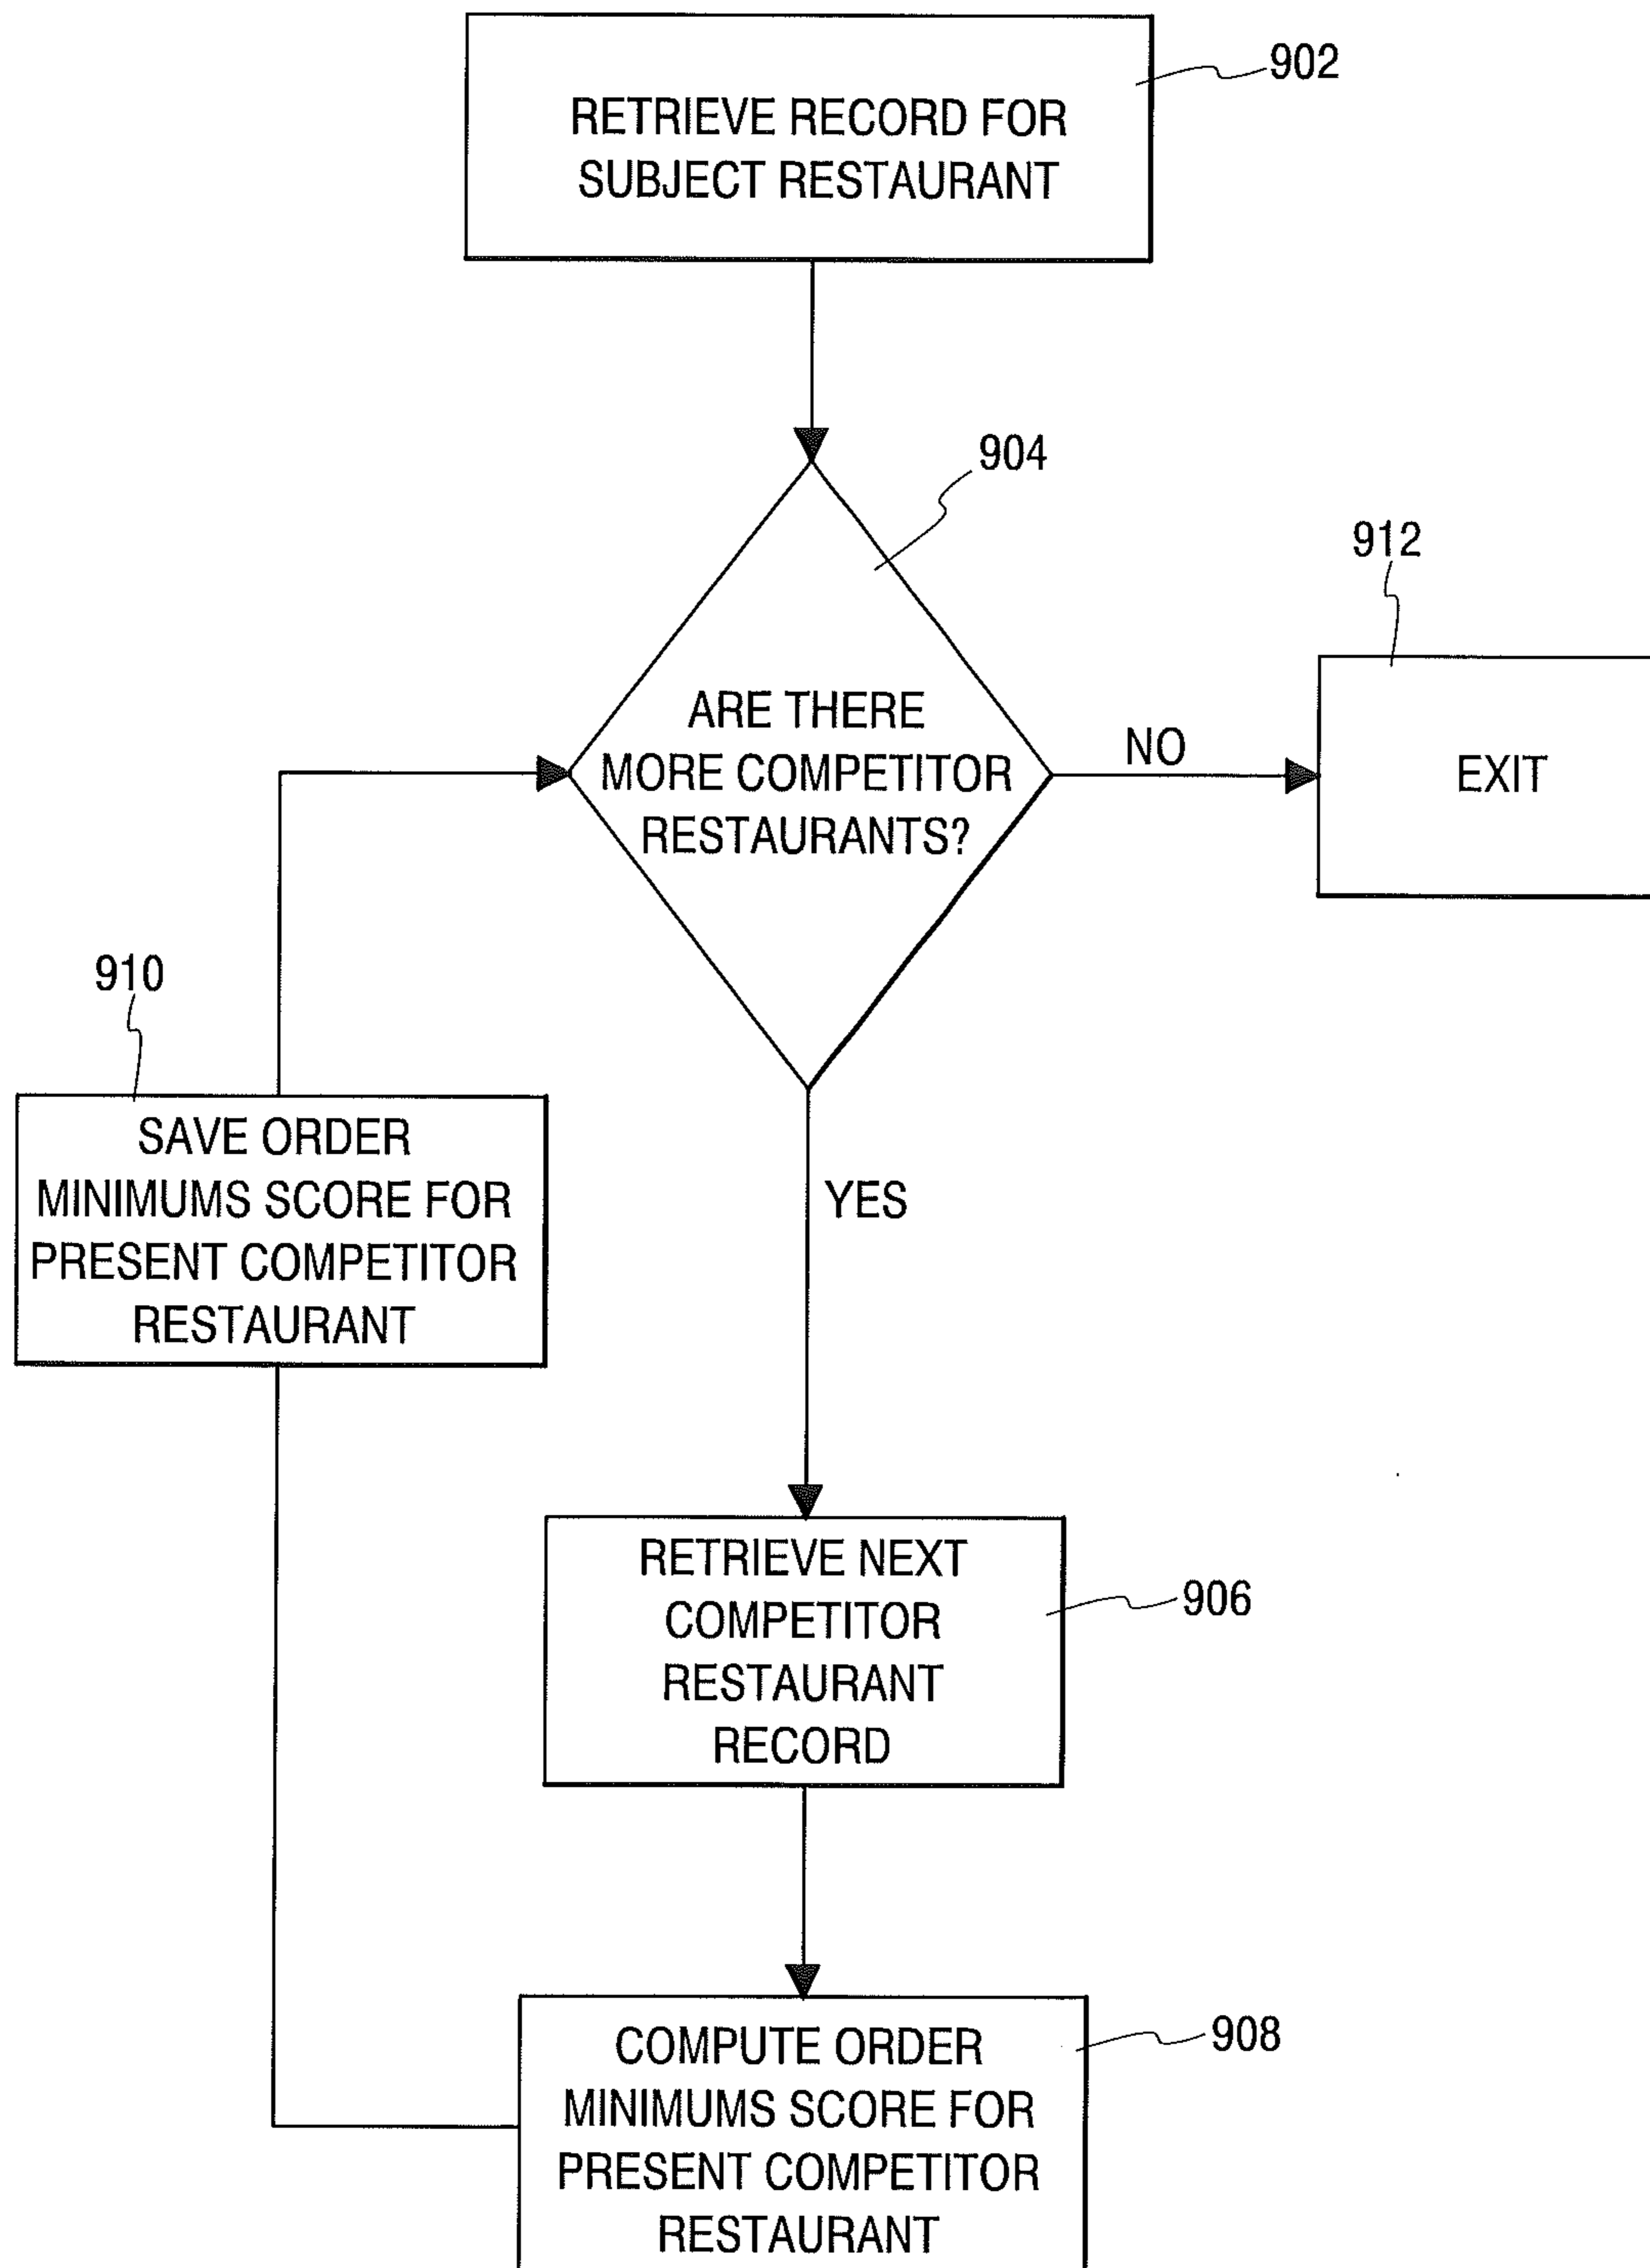 902
RETRIEVE RECORD FOR
SUBJECT RESTAURANT
904
912
ARE THERE
MORE COMPETITOR
RESTAURANTS?
NO
EXIT
910
SAVE ORDER
MINIMUMS SCORE FOR
PRESENT COMPETITOR
RESTAURANT
YES
RETRIEVE NEXT
COMPETITOR
RESTAURANT
RECORD
906
908
COMPUTE ORDER
MINIMUMS SCORE FOR
PRESENT COMPETITOR
RESTAURANT